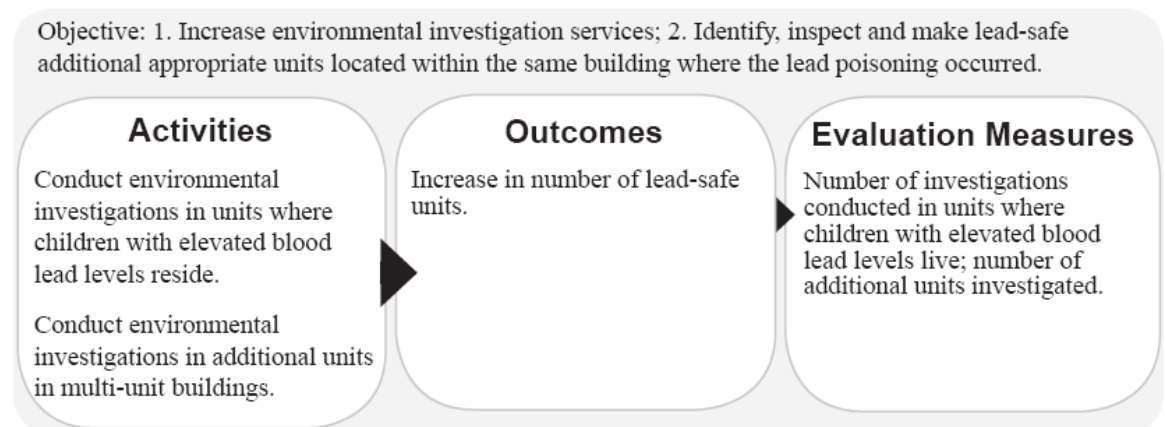 Objective: 1. Increase environmental investigation services; 2. Identify, inspect and make lead-safe
additional appropriate units located within the same building where the lead poisoning occurred.
Activities
Conduct environmental
investigations in units where
children with elevated blood
lead levels reside.
Conduct environmental
investigations in additional units
in multi-unit buildings.
Outcomes
Increase in number of lead-safe
units.
Evaluation Measures
Number of investigations
conducted in units where
children with elevated blood
lead levels live; number of
additional units investigated.